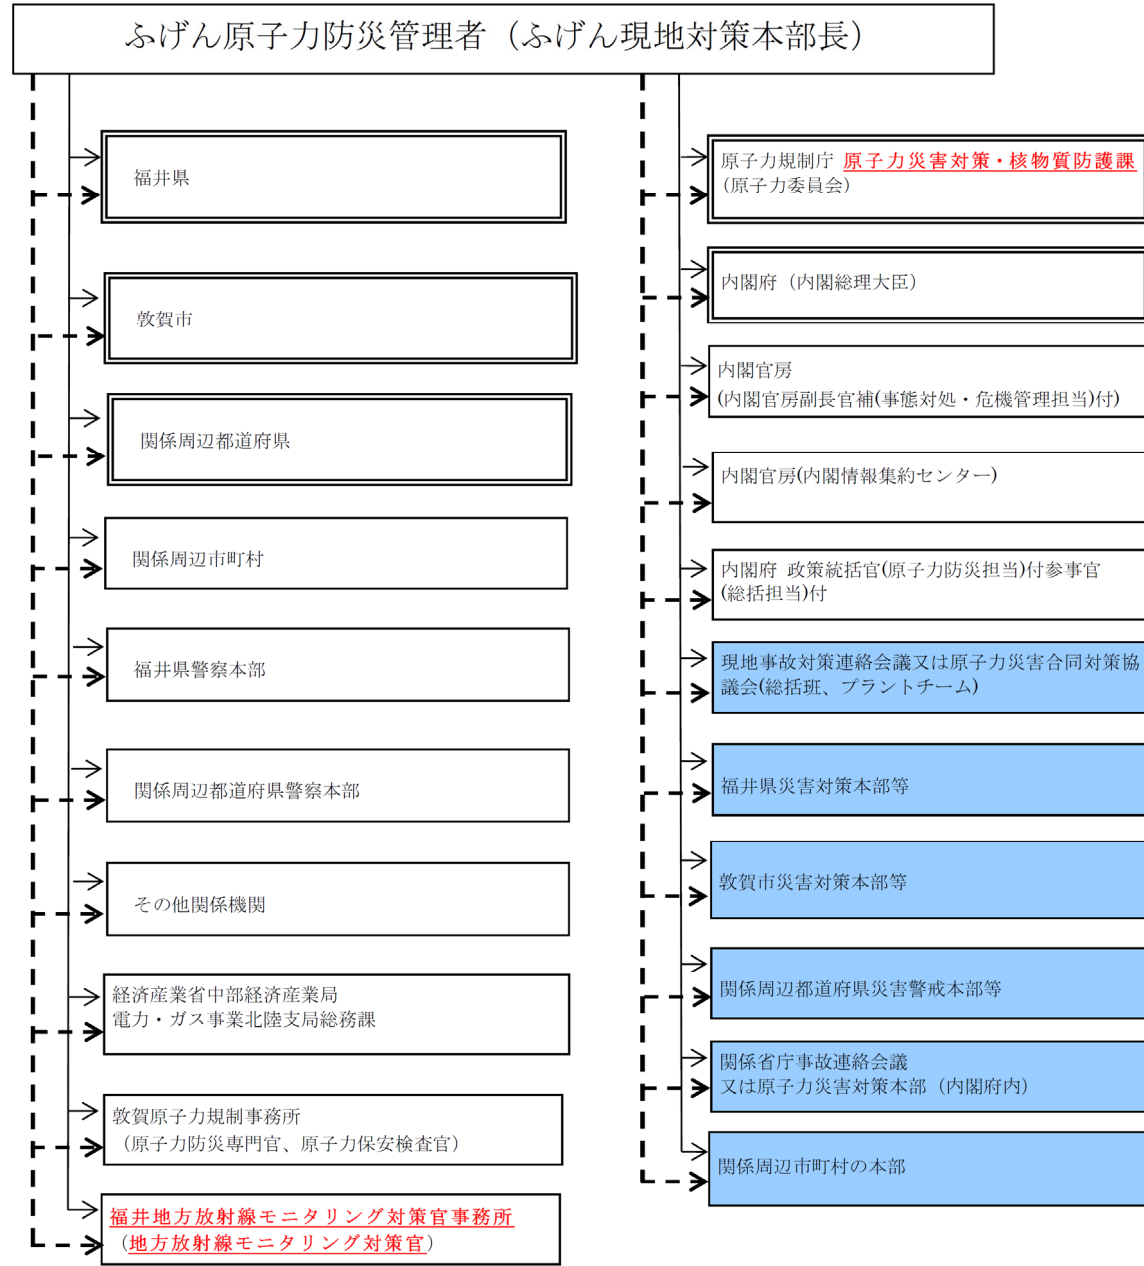 ふげん原子力防災管理者（ふげん現地対策本部長）
福井県
敦賀市
関係周辺都道府県
関係周辺市町村
福井県警察本部
関係周辺都道府県警察本部
その他関係機関
経済産業省中部経済産業局
電力・ガス事業北陸支局総務課
敦賀原子力規制事務所
（原子力防災専門官、原子力保安検査官）
福井地方放射線モニタリング対策官事務所
（地方放射線モニタリング対策官）
原子力規制庁 原子力災害対策・核物質防護課
（原子力委員会）
内閣府（内閣総理大臣）
内閣官房
(内閣官房副長官補(事態対処・危機管理担当)付)
内閣官房(内閣情報集約センター)
内閣府 政策統括官(原子力防災担当)付参事官
(総括担当)付
現地事故対策連絡会議又は原子力災害合同対策協
議会(総括班、プラントチーム)
福井県災害対策本部等
敦賀市災害対策本部等
関係周辺都道府県災害警戒本部等
関係省庁事故連絡会議
又は原子力災害対策本部（内閣府内）
関係周辺市町村の本部